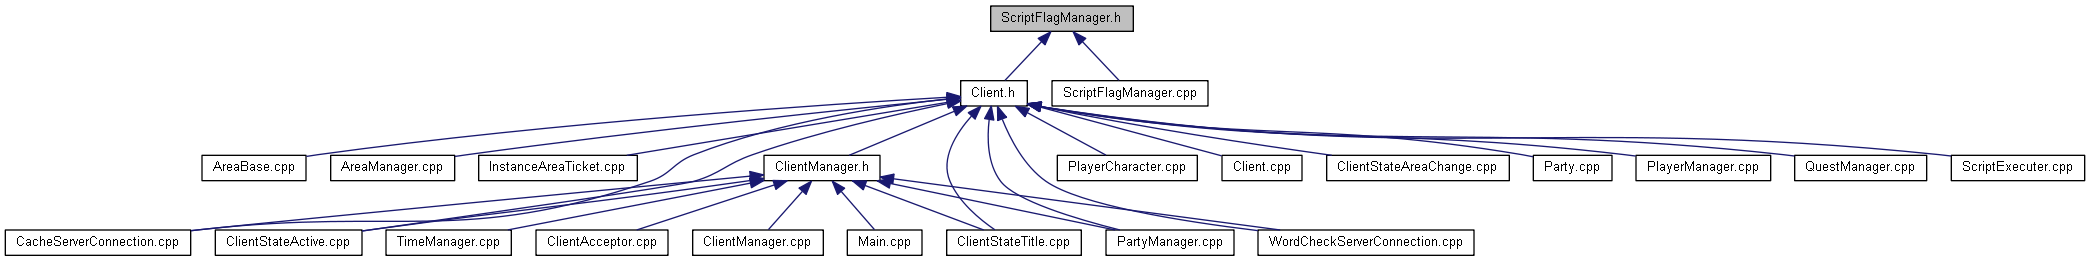 ScriptFlagManager.h
Client.h
ScriptFlagManager.cpp
AreaBase.cpp
AreaManager.cpp
InstanceAreaTicket.cpp
ClientManager.h
PlayerCharacter.cpp
Client.cpp
ClientStateAreaChange.cpp
Party.cpp
PlayerManager.cpp
QuestManager.cpp
ScriptExecuter.cpp
CacheServerConnection.cpp
ClientStateActive.cpp
TimeManager.cpp
ClientAcceptor.cpp
ClientManager.cpp
Main.cpp
ClientStateTitle.cpp
PartyManager.cpp
WordCheckServerConnection.cpp